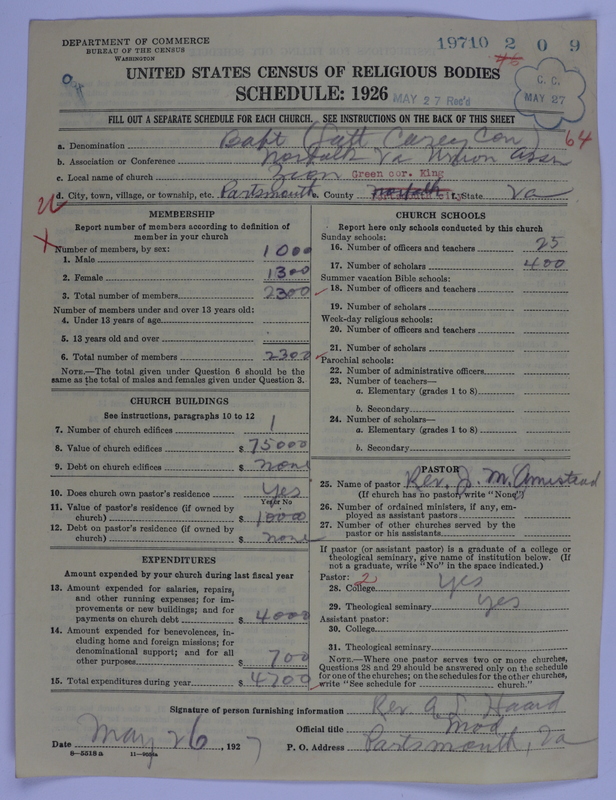 DEPARTMENT OF COMMERCE
BUREAU OF THE CENSUS
WASHINGTON
19710 2 0 9
UNITED STATES CENSUS OF RELIGIOUS BODIES
SCHEDULE: 1926
MAY 27 Rec'd
C. C.
MAY 27
FILL OUT A SEPARATE SCHEDULE FOR EACH CHURCH. SEE INSTRUCTIONS ON THE BACK OF THIS SHEET
a. Denomination Bapt (Lott Carey Con) 64
b. Association or Conference Norfolk Va Union Assn
c. Local name of church Zion Green cor. King
d. City, town, village, or township, etc. Portsmouth e. County Norfolk f. State Va
MEMBERSHIP
Report number of members according to definition of
member in your church
Number of members, by sex:
1. Male 1000
2. Female 1300
3. Total number of members 2300
Number of members under and over 13 years old:
4. Under 13 years of age
5. 13 years old and over
6. Total number of members 2300
NOTE.—The total given under Question 6 should be the
same as the total of males and females given under Question 3.
CHURCH BUILDINGS
See instructions, paragraphs 10 to 12
7. Number of church edifices 1
8. Value of church edifices $ 75000
9. Debt on church edifices $ none
10. Does church own pastor's residence Yes
Yes or No
11. Value of pastor's residence (if owned by
church) $ 1000
12. Debt on pastor's residence (if owned by
church) $ none
EXPENDITURES
Amount expended by your church during last fiscal year
13. Amount expended for salaries, repairs,
and other running expenses; for im-
provements or new buildings; and for
payments on church debt $ 4000
14. Amount expended for benevolences, in-
cluding home and foreign missions; for
denominational support; and for all
other purposes $ 700
15. Total expenditures during year $ 4700
CHURCH SCHOOLS
Report here only schools conducted by this church
Sunday schools:
16. Number of officers and teachers 25
17. Number of scholars 400
Summer vacation Bible schools:
18. Number of officers and teachers
19. Number of scholars
Week-day religious schools:
20. Number of officers and teachers
21. Number of scholars
Parochial schools:
22. Number of administrative officers
23. Number of teachers—
a. Elementary (grades 1 to 8)
b. Secondary
24. Number of scholars—
a. Elementary (grades 1 to 8)
b. Secondary
PASTOR
25. Name of pastor Rev. J. M. Amistead
(If church has no pastor, write "None")
26. Number of ordained ministers, if any, em-
ployed as assistant pastors
27. Number of other churches served by the
pastor or his assistants
If pastor (or assistant pastor) is a graduate of a college or
theological seminary, give name of institution below. (If
not a graduate, write "No" in the space indicated.)
Pastor: 2
28. College yes
29. Theological seminary yes
Assistant pastor:
30. College
31. Theological seminary
NOTE.—Where one pastor serves two or more churches,
Questions 28 and 29 should be answered only on the schedule
for one of the churches; on the schedules for the other churches,
write "See schedule for church."
Signature of person furnishing information Rev.
Official title Mod
Date May 26, 1927 P. O. Address Portsmouth, Va
8—5518 a